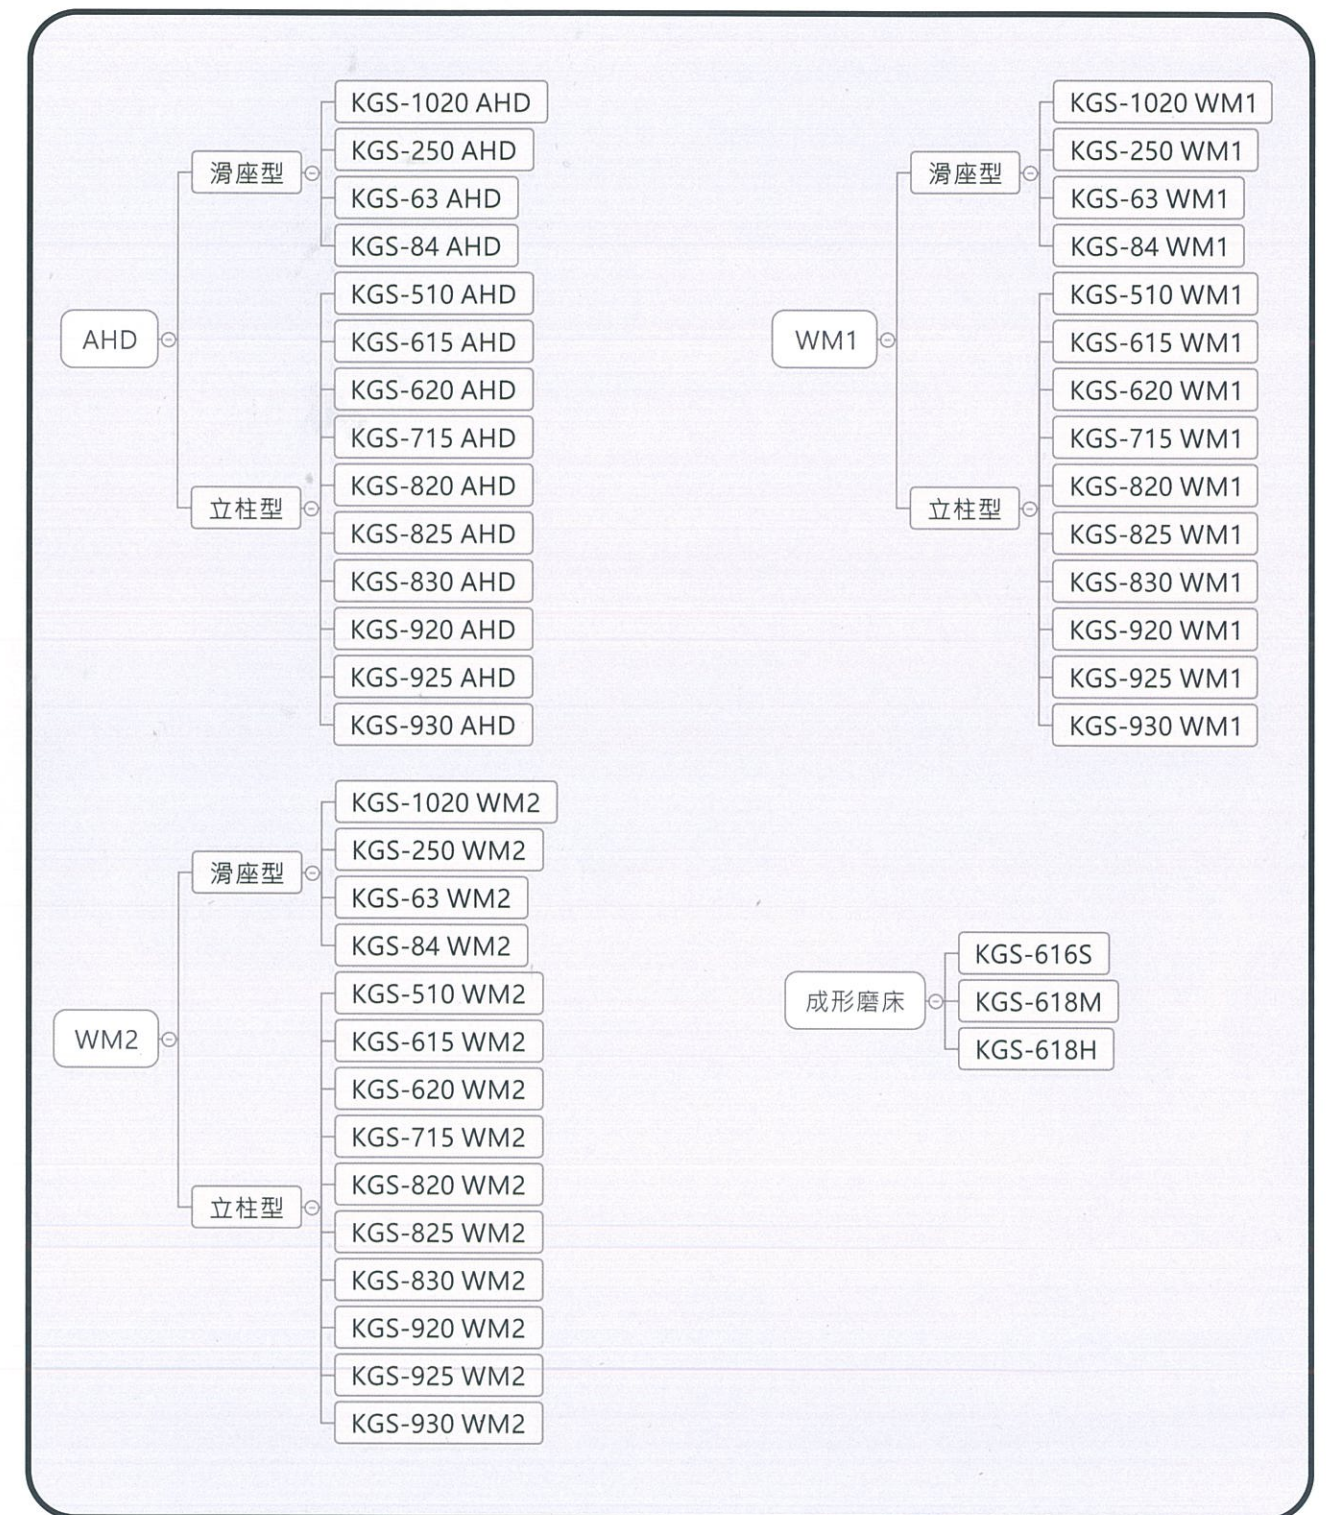 AHD
滑座型
KGS-1020 AHD
KGS-250 AHD
KGS-63 AHD
KGS-84 AHD
立柱型
KGS-510 AHD
KGS-615 AHD
KGS-620 AHD
KGS-715 AHD
KGS-820 AHD
KGS-825 AHD
KGS-830 AHD
KGS-920 AHD
KGS-925 AHD
KGS-930 AHD
WM1
滑座型
KGS-1020 WM1
KGS-250 WM1
KGS-63 WM1
KGS-84 WM1
立柱型
KGS-510 WM1
KGS-615 WM1
KGS-620 WM1
KGS-715 WM1
KGS-820 WM1
KGS-825 WM1
KGS-830 WM1
KGS-920 WM1
KGS-925 WM1
KGS-930 WM1
WM2
滑座型
KGS-1020 WM2
KGS-250 WM2
KGS-63 WM2
KGS-84 WM2
立柱型
KGS-510 WM2
KGS-615 WM2
KGS-620 WM2
KGS-715 WM2
KGS-820 WM2
KGS-825 WM2
KGS-830 WM2
KGS-920 WM2
KGS-925 WM2
KGS-930 WM2
成形磨床
KGS-616S
KGS-618M
KGS-618H